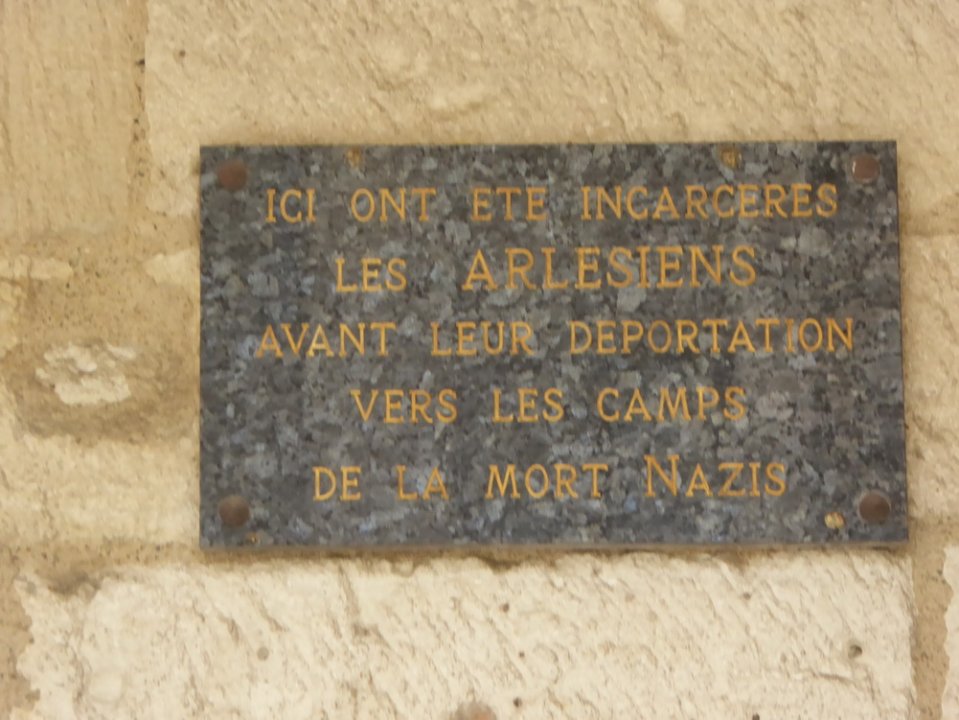 ICI ONT ETE INCARCERES
LES ARLESIENS
AVANT LEUR DEPORTATION
VERS LES CAMPS
DE LA MORT NAZIS